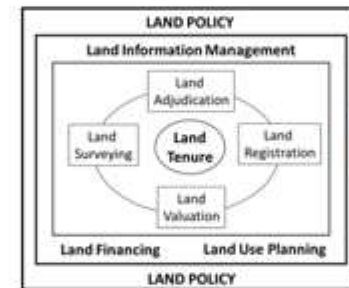 LAND POLICY
Land Information Management
Land
Adjudication
Land
Surveying
Land
Tenure
Land
Registration
Land
Valuation
Land Financing
Land Use Planning
LAND POLICY